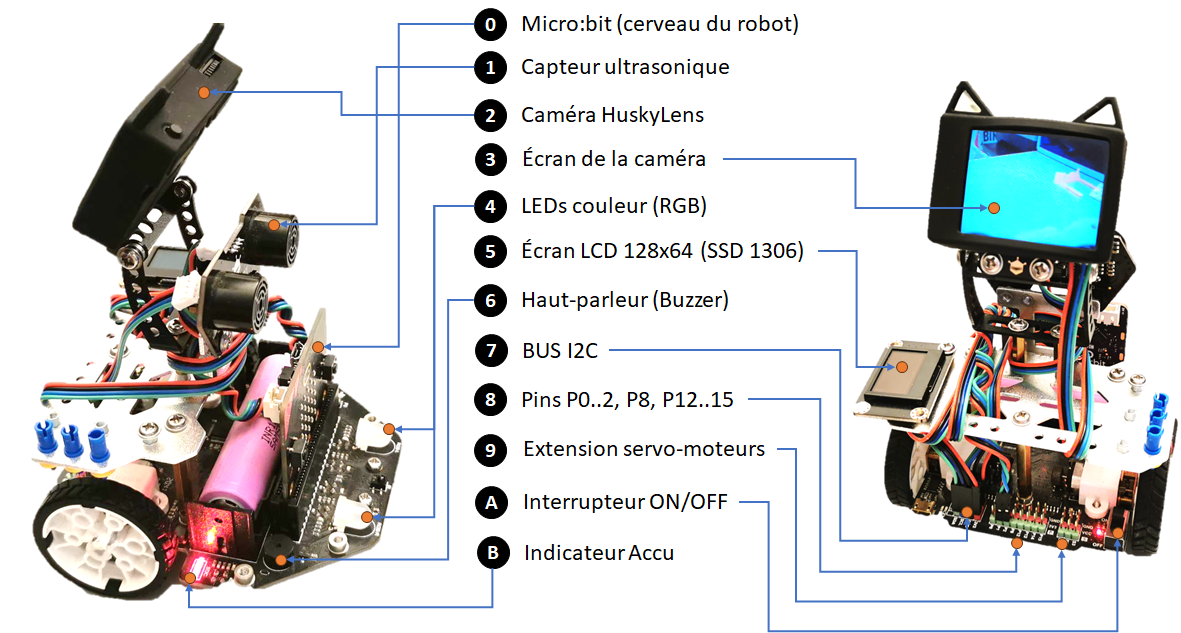 0 Micro:bit (cerveau du robot)
1 Capteur ultrasonique
2 Caméra HuskyLens
3 Écran de la caméra
4 LEDs couleur (RGB)
5 Écran LCD 128x64 (SSD 1306)
6 Haut-parleur (Buzzer)
7 BUS I2C
8 Pins P0..2, P8, P12..15
9 Extension servo-moteurs
A Interrupteur ON/OFF
B Indicateur Accu